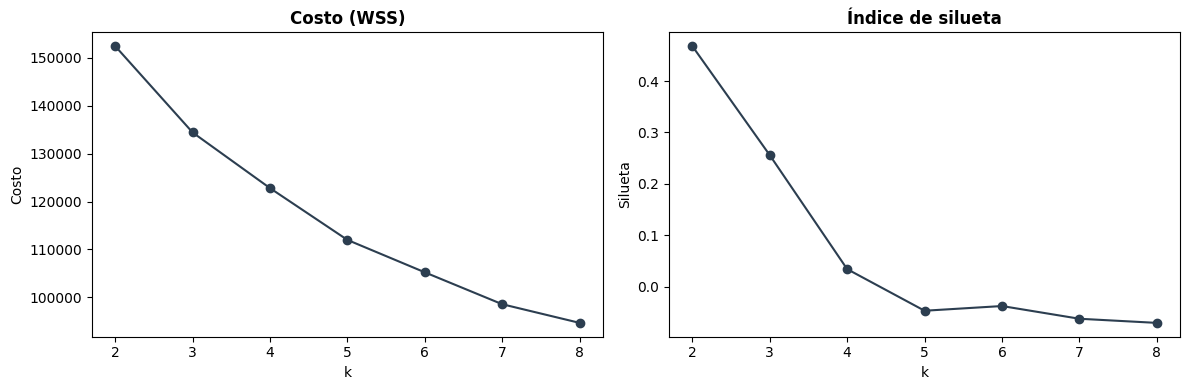 Costo (WSS)
150000
140000
130000
120000
110000
100000
Costo
2 3 4 5 6 7 8
k
Índice de silueta
0.4
0.3
0.2
0.1
0.0
Silueta
2 3 4 5 6 7 8
k